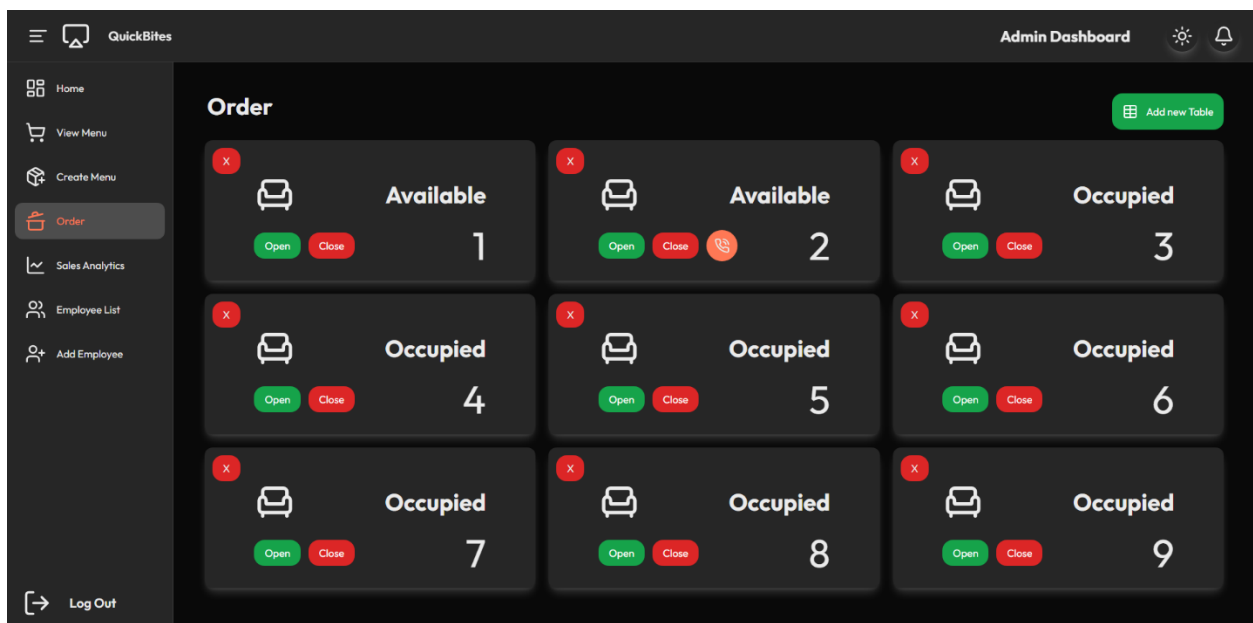 QuickBites
Admin Dashboard
Home
View Menu
Create Menu
Order
Sales Analytics
Employee List
Add Employee
Log Out
Order
Add new Table
X
Available
Open Close 1
X
Available
Open Close 2
X
Occupied
Open Close 3
X
Occupied
Open Close 4
X
Occupied
Open Close 5
X
Occupied
Open Close 6
X
Occupied
Open Close 7
X
Occupied
Open Close 8
X
Occupied
Open Close 9